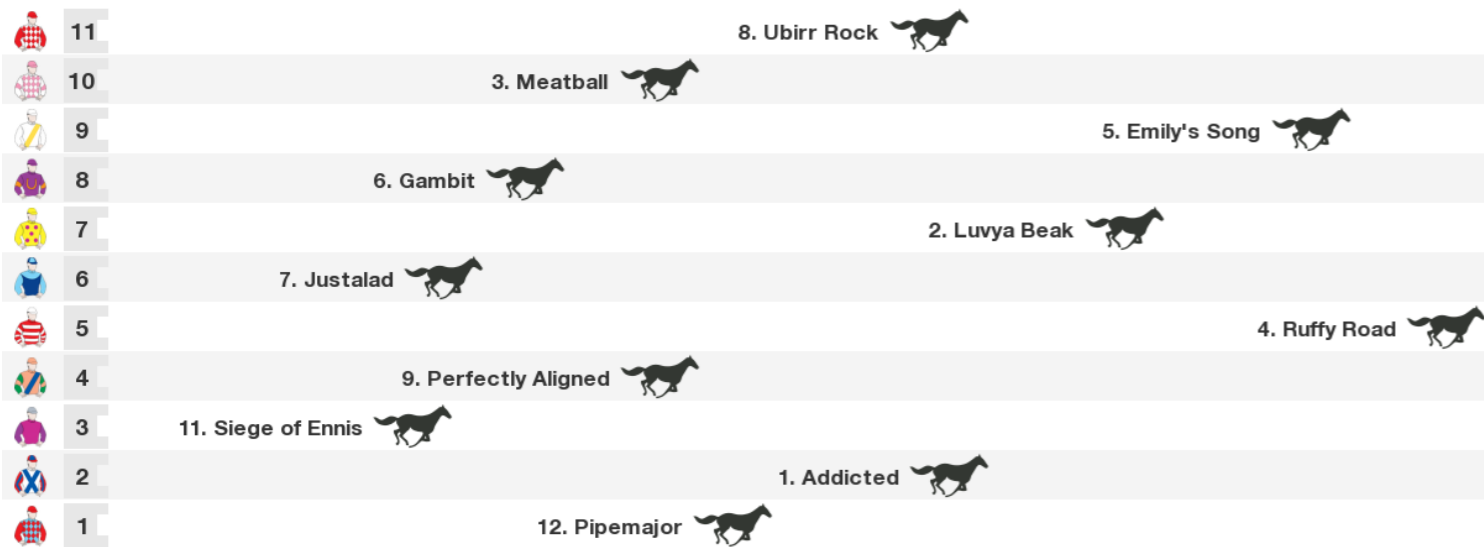 11 8. Ubirr Rock
10 3. Meatball
9 5. Emily's Song
8 6. Gambit
7 2. Luvya Beak
6 7. Justalad
5 4. Ruffy Road
4 9. Perfectly Aligned
3 11. Siege of Ennis
2 1. Addicted
1 12. Pipemajor